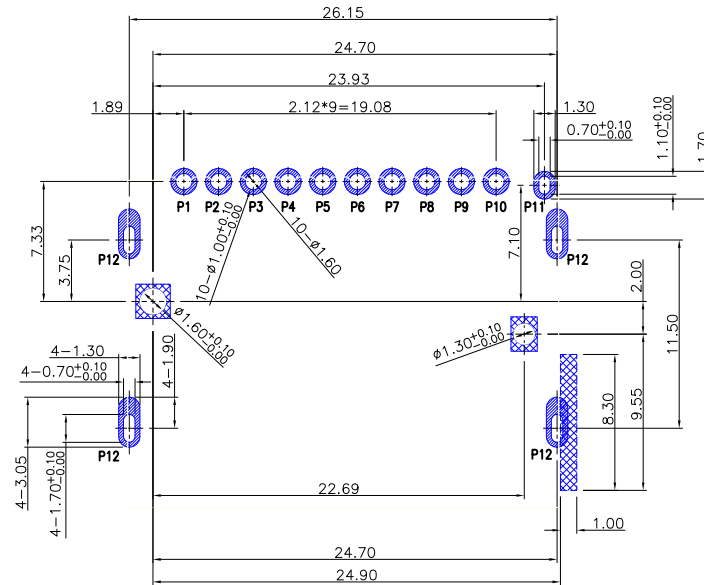 26.15
24.70
23.93
1.89
2.12*9=19.08
1.30
0.70+0.10 -0.00
1.10+0.10 -0.00
1.70
P1 P2 P3 P4 P5 P6 P7 P8 P9 P10 P11
7.33
3.75
P12
10-ø1.00+0.10 -0.00
10-ø1.60
7.10
P12
2.00
11.50
ø1.60+0.10 -0.00
ø1.30+0.10 -0.00
4-1.30
4-0.70+0.10 -0.00
4-1.90
4-3.05
4-1.70+0.10 -0.00
P12
P12
8.30
9.55
22.69
1.00
24.70
24.90